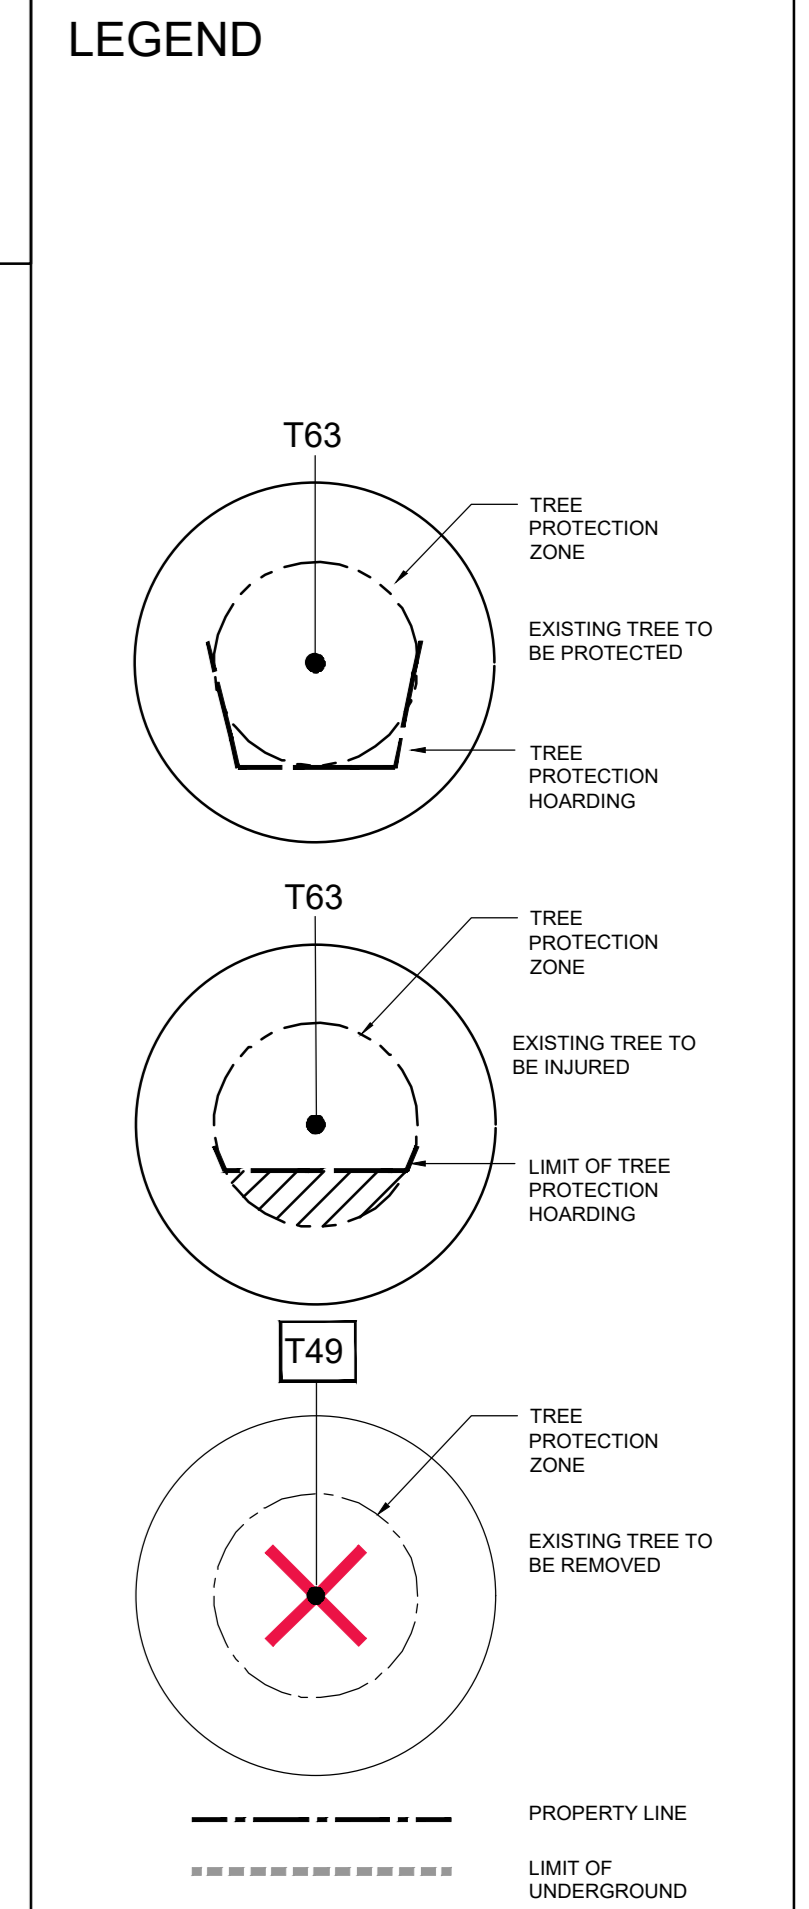 LEGEND
T63
TREE
PROTECTION
ZONE
EXISTING TREE TO
BE PROTECTED
TREE
PROTECTION
HOARDING
T63
TREE
PROTECTION
ZONE
EXISTING TREE TO
BE INJURED
LIMIT OF TREE
PROTECTION
HOARDING
T49
TREE
PROTECTION
ZONE
EXISTING TREE TO
BE REMOVED
PROPERTY LINE
LIMIT OF
UNDERGROUND